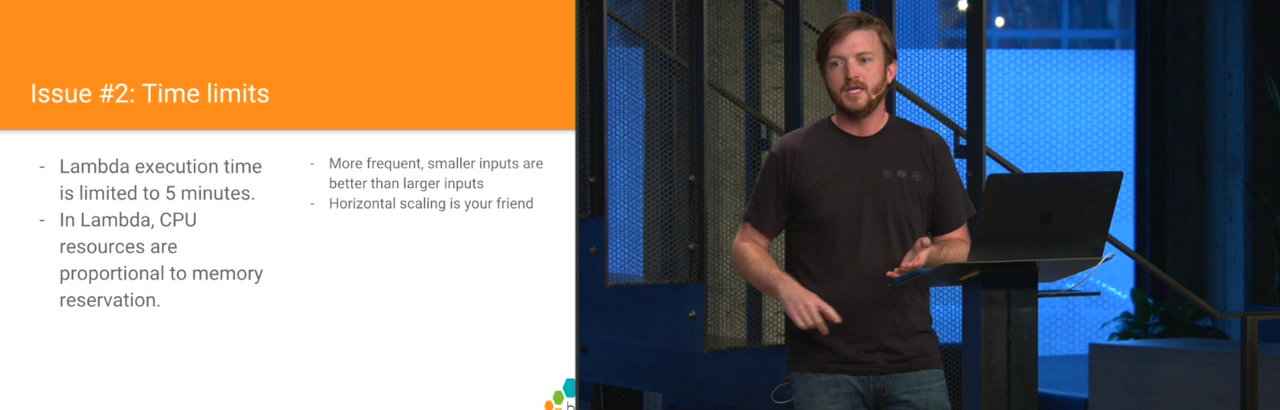 Issue #2: Time limits
- Lambda execution time
is limited to 5 minutes.
- In Lambda, CPU
resources are
proportional to memory
reservation.
- More frequent, smaller inputs are
better than larger inputs
- Horizontal scaling is your friend